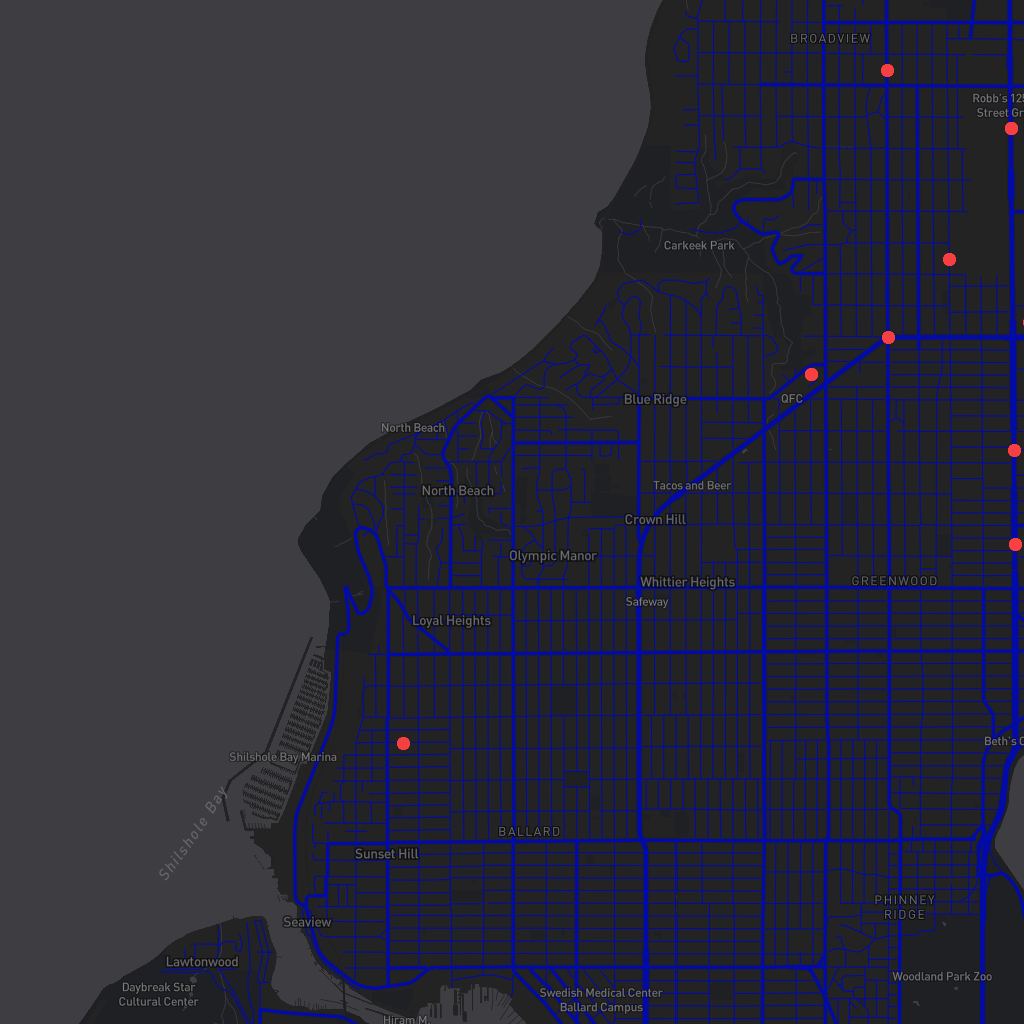 BROADVIEW
Robb's 125
Street Gr
Carkeek Park
Blue Ridge
QFC
North Beach
Tacos and Beer
North Beach
Crown Hill
Olympic Manor
Whittier Heights
GREENWOOD
Safeway
Loyal Heights
Beth's C
Shilshole Bay Marina
Shilshole Bay
BALLARD
Sunset Hill
PHINNEY
RIDGE
Seaview
Lawtonwood
Woodland Park Zoo
Daybreak Star
Cultural Center
Swedish Medical Center
Ballard Campus
Hiram M.